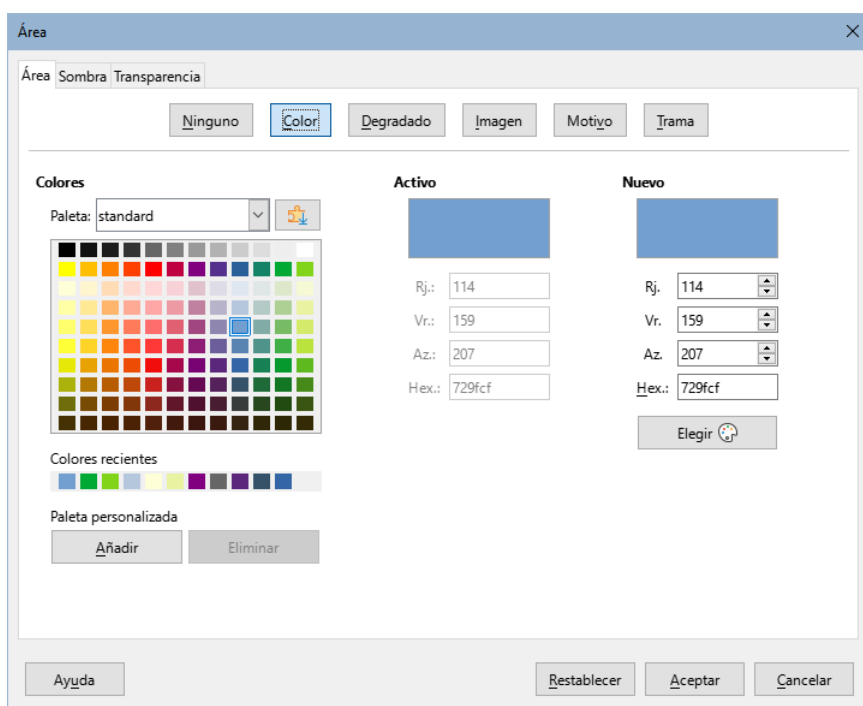 Área
Área Sombra Transparencia
Ninguno Color Degradado Imagen Motivo Trama
Colores Activo Nuevo
Paleta: standard
Rj.: 114 Rj. 114
Vr.: 159 Vr. 159
Az.: 207 Az. 207
Hex.: 729fcf Hex.: 729fcf
Elegir
Colores recientes
Paleta personalizada
Añadir Eliminar
Ayuda Restablecer Aceptar Cancelar